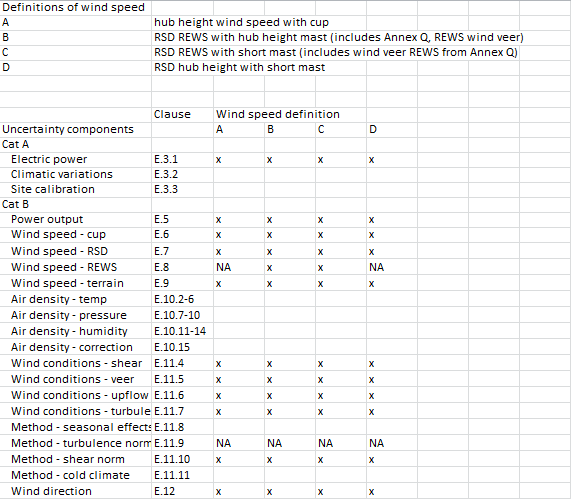 Definitions of wind speed
A hub height wind speed with cup
B RSD REWS with hub height mast (includes Annex Q, REWS wind veer)
C RSD REWS with short mast (includes wind veer REWS from Annex Q)
D RSD hub height with short mast
Clause Wind speed definition
Uncertainty components A B C D
Cat A
Electric power E.3.1 x x x x
Climatic variations E.3.2
Site calibration E.3.3
Cat B
Power output E.5 x x x x
Wind speed - cup E.6 x x x x
Wind speed - RSD E.7 x x x x
Wind speed - REWS E.8 NA x x NA
Wind speed - terrain E.9 x x x x
Air density - temp E.10.2-6
Air density - pressure E.10.7-10
Air density - humidity E.10.11-14
Air density - correction E.10.15
Wind conditions - shear E.11.4 x x x x
Wind conditions - veer E.11.5 x x x x
Wind conditions - upflow E.11.6 x x x x
Wind conditions - turbule E.11.7 x x x x
Method - seasonal effects E.11.8
Method - turbulence norm E.11.9 NA NA NA NA
Method - shear norm E.11.10 x x x x
Method - cold climate E.11.11
Wind direction E.12 x x x x